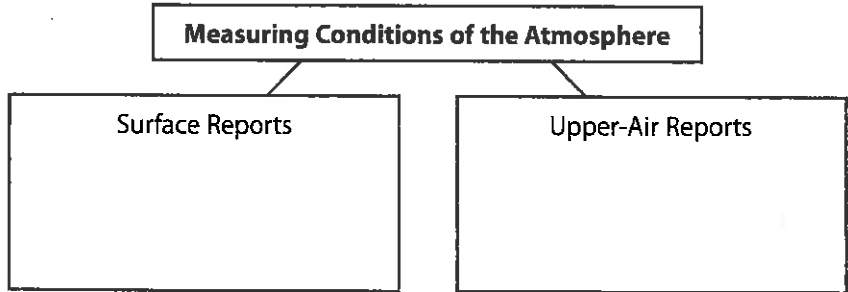 Measuring Conditions of the Atmosphere
Surface Reports
Upper-Air Reports